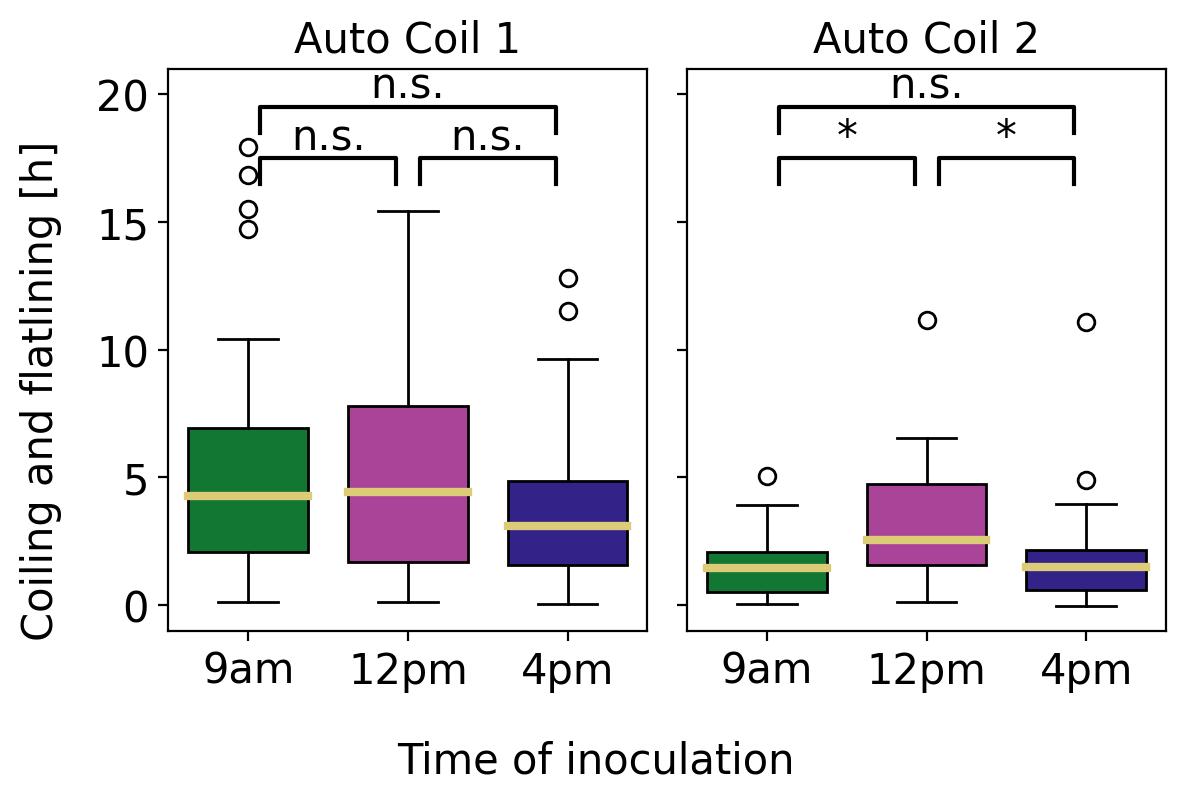 Auto Coil 1
Auto Coil 2
n.s.
n.s.
n.s.
n.s.
*
*
Coiling and flatlining [h]
20
15
10
5
0
9am
12pm
4pm
9am
12pm
4pm
Time of inoculation